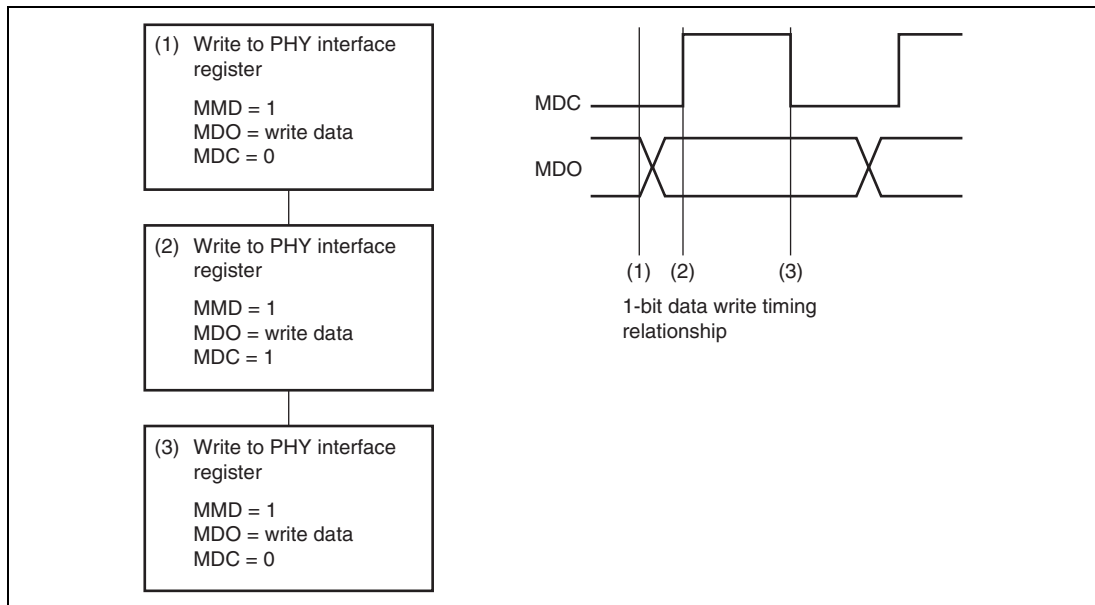 (1) Write to PHY interface
register
MMD = 1
MDO = write data
MDC = 0
(2) Write to PHY interface
register
MMD = 1
MDO = write data
MDC = 1
(3) Write to PHY interface
register
MMD = 1
MDO = write data
MDC = 0
MDC
MDO
(1) (2) (3)
1-bit data write timing
relationship